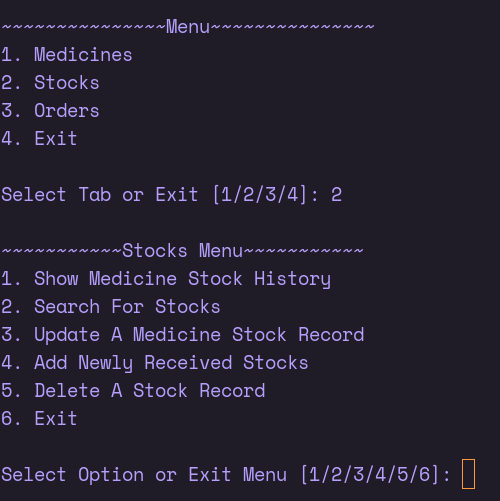 ~~~~~~~~~~~~~~~Menu~~~~~~~~~~~~~~~
1. Medicines
2. Stocks
3. Orders
4. Exit
Select Tab or Exit [1/2/3/4]: 2
~~~~~~~~~~~Stocks Menu~~~~~~~~~~~
1. Show Medicine Stock History
2. Search For Stocks
3. Update A Medicine Stock Record
4. Add Newly Received Stocks
5. Delete A Stock Record
6. Exit
Select Option or Exit Menu [1/2/3/4/5/6]: